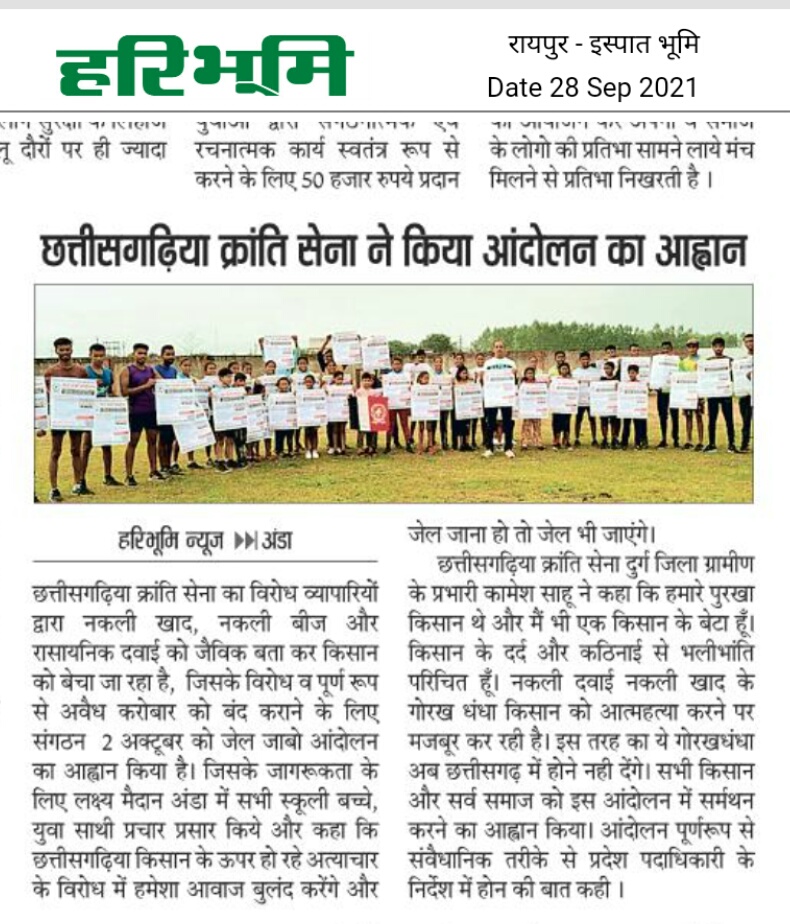 हरिभूमि
रायपुर - इस्पात भूमि
Date 28 Sep 2021
लू दौरों पर ही ज्यादा
रचनात्मक कार्य स्वतंत्र रूप से
करने के लिए 50 हजार रुपये प्रदान
के लोगो की प्रतिभा सामने लाये मंच
मिलने से प्रतिभा निखरती है ।
छत्तीसगढ़िया क्रांति सेना ने किया आंदोलन का आह्वान
हरिभूमि न्यूज अंडा
छत्तीसगढ़िया क्रांति सेना का विरोध व्यापारियों
द्वारा नकली खाद, नकली बीज और
रासायनिक दवाई को जैविक बता कर किसान
को बेचा जा रहा है, जिसके विरोध व पूर्ण रूप
से अवैध करोबार को बंद कराने के लिए
संगठन 2 अक्टूबर को जेल जाबो आंदोलन
का आह्वान किया है। जिसके जागरूकता के
लिए लक्ष्य मैदान अंडा में सभी स्कूली बच्चे,
युवा साथी प्रचार प्रसार किये और कहा कि
छत्तीसगढ़िया किसान के ऊपर हो रहे अत्याचार
के विरोध में हमेशा आवाज बुलंद करेंगे और
जेल जाना हो तो जेल भी जाएंगे।
छत्तीसगढ़िया क्रांति सेना दुर्ग जिला ग्रामीण
के प्रभारी कामेश साहू ने कहा कि हमारे पुरखा
किसान थे और मैं भी एक किसान के बेटा हूँ।
किसान के दर्द और कठिनाई से भलीभांति
परिचित हूँ। नकली दवाई नकली खाद के
गोरख धंधा किसान को आत्महत्या करने पर
मजबूर कर रही है। इस तरह का ये गोरखधंधा
अब छत्तीसगढ़ में होने नही देंगे। सभी किसान
और सर्व समाज को इस आंदोलन में सर्मथन
करने का आह्वान किया। आंदोलन पूर्णरूप से
संवैधानिक तरीके से प्रदेश पदाधिकारी के
निर्देश में होन की बात कही ।